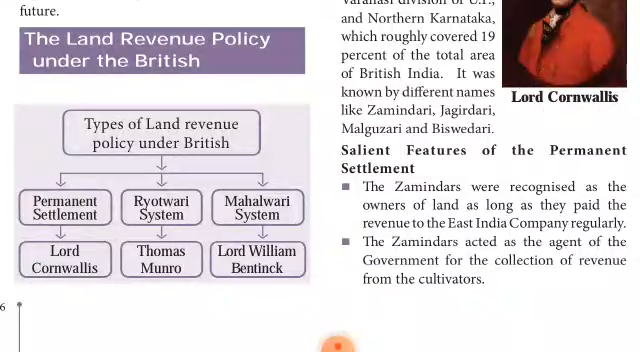 future.
The Land Revenue Policy
under the British
Types of Land revenue
policy under British
Permanent
Settlement
Ryotwari
System
Mahalwari
System
Lord
Cornwallis
Thomas
Munro
Lord William
Bentinck
6
Varanasi division of U.P.,
and Northern Karnataka,
which roughly covered 19
percent of the total area
of British India. It was
known by different names
like Zamindari, Jagirdari,
Malguzari and Biswedari.
Lord Cornwallis
Salient Features of the Permanent
Settlement
■ The Zamindars were recognised as the
owners of land as long as they paid the
revenue to the East India Company regularly.
■ The Zamindars acted as the agent of the
Government for the collection of revenue
from the cultivators.